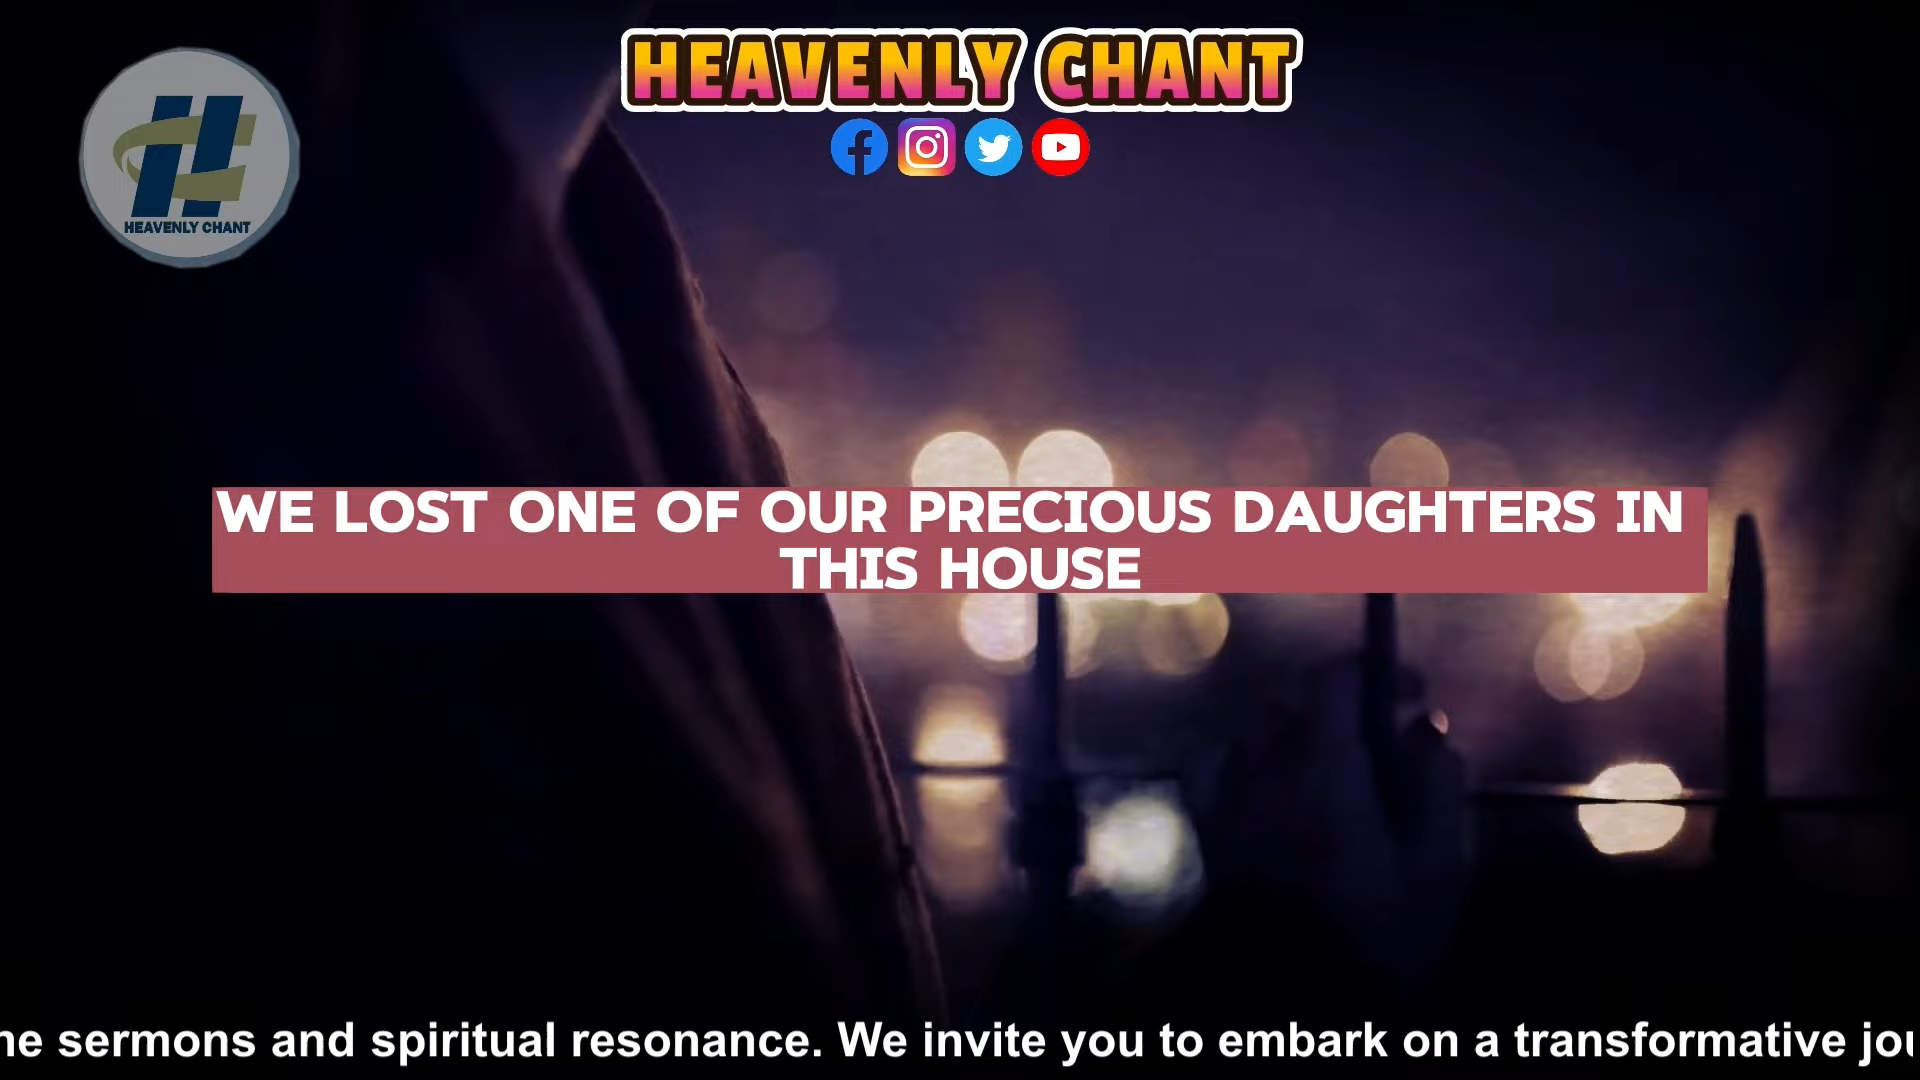 HEAVENLY CHANT
HEAVENLY CHANT
WE LOST ONE OF OUR PRECIOUS DAUGHTERS IN
THIS HOUSE
sermons and spiritual resonance. We invite you to embark on a transformative